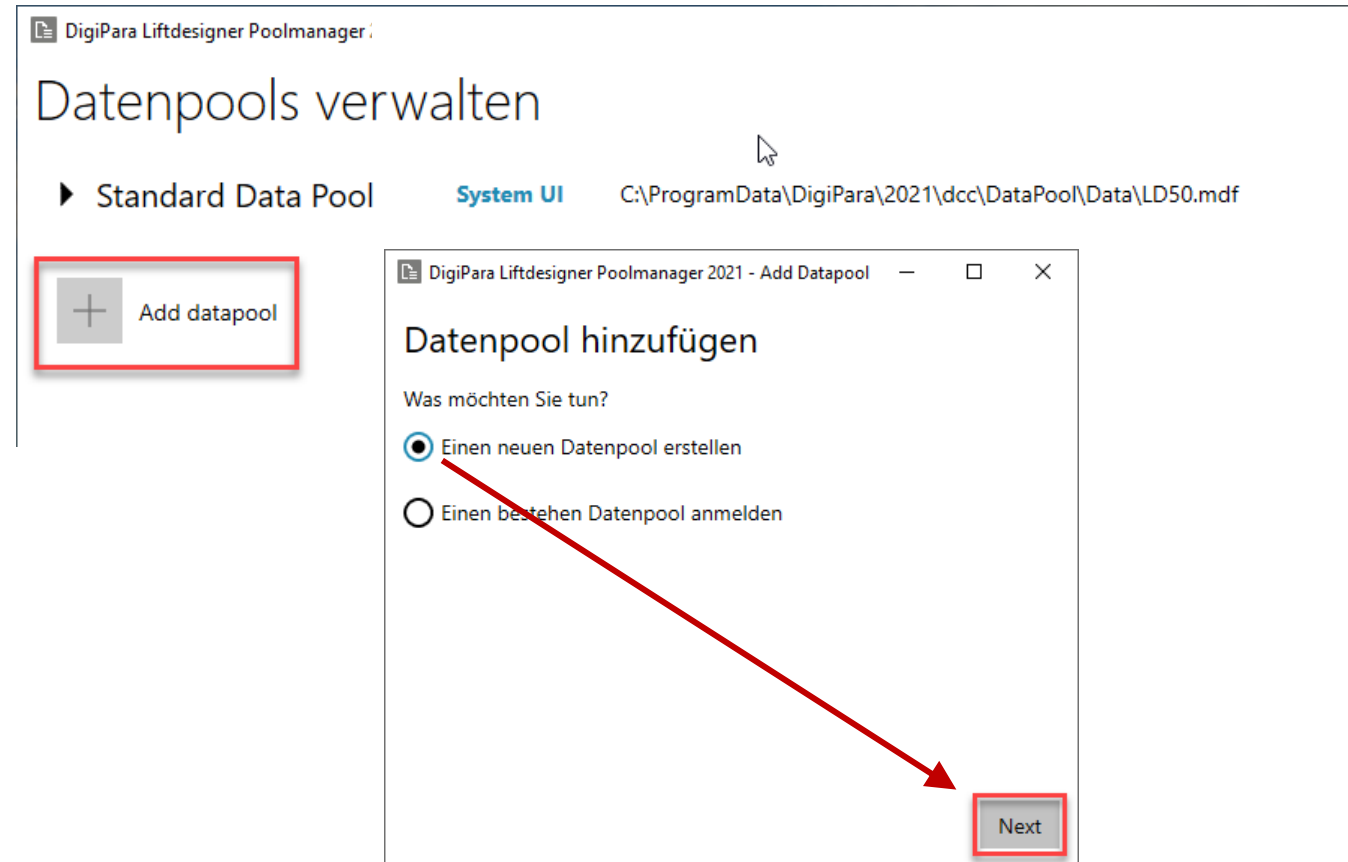 DigiPara Liftdesigner Poolmanager
Datenpools verwalten
Standard Data Pool System UI C:\ProgramData\DigiPara\2021\dcc\DataPool\Data\LD50.mdf
Add datapool
DigiPara Liftdesigner Poolmanager 2021 - Add Datapool
Datenpool hinzufügen
Was möchten Sie tun?
Einen neuen Datenpool erstellen
Einen bestehen Datenpool anmelden
Next